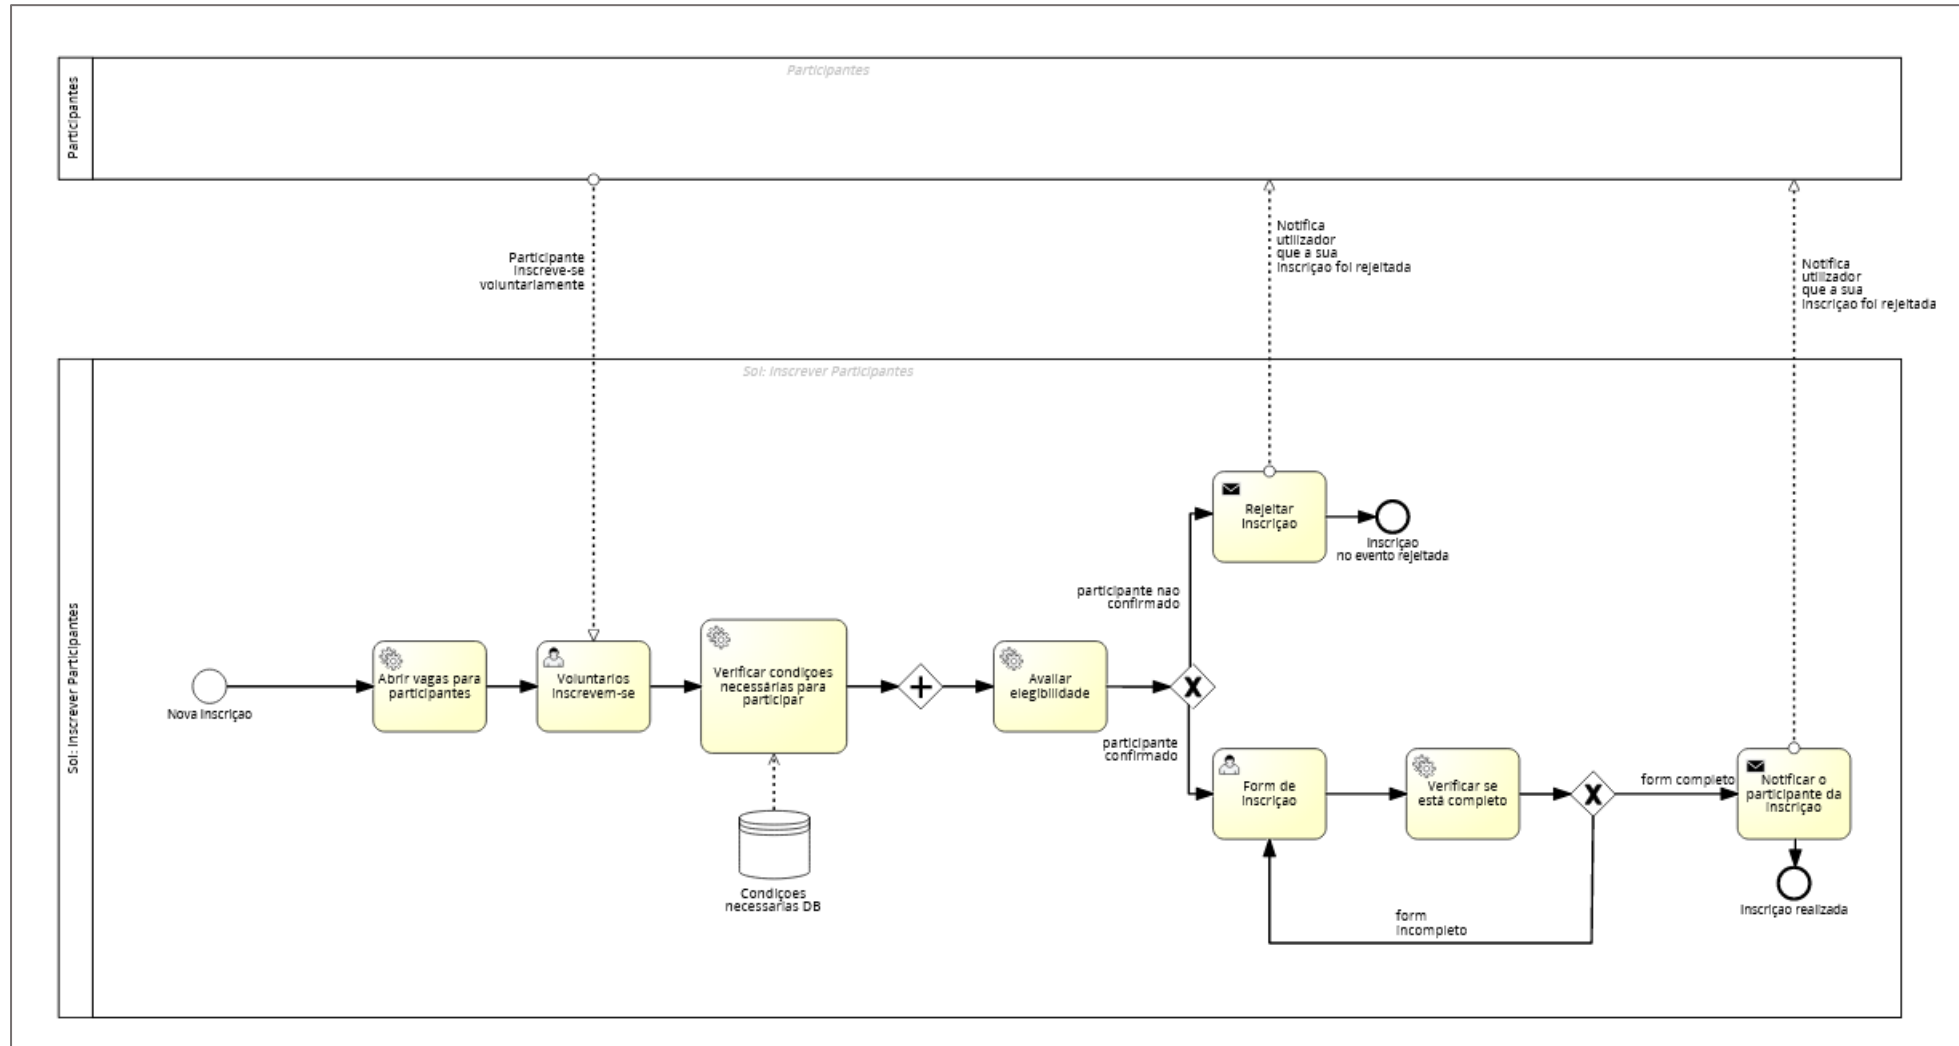 Participantes
Participantes
Participante
inscreve-se
voluntariamente
Notifica
utilizador
que a sua
inscriçao foi rejeitada
Notifica
utilizador
que a sua
inscriçao foi rejeitada
Sol: Inscrever Participantes
Sol: Inscrever Participantes
Nova inscriçao
Abrir vagas para
participantes
Voluntarios
inscrevem-se
Verificar condiçoes
necessárias para
participar
Condiçoes
necessarias DB
Avaliar
elegibilidade
participante nao
confirmado
Rejeitar
inscriçao
Inscriçao
no evento rejeitada
participante
confirmado
Form de
inscriçao
Verificar se
está completo
form completo
Notificar o
participante da
inscriçao
form
incompleto
Inscriçao realizada